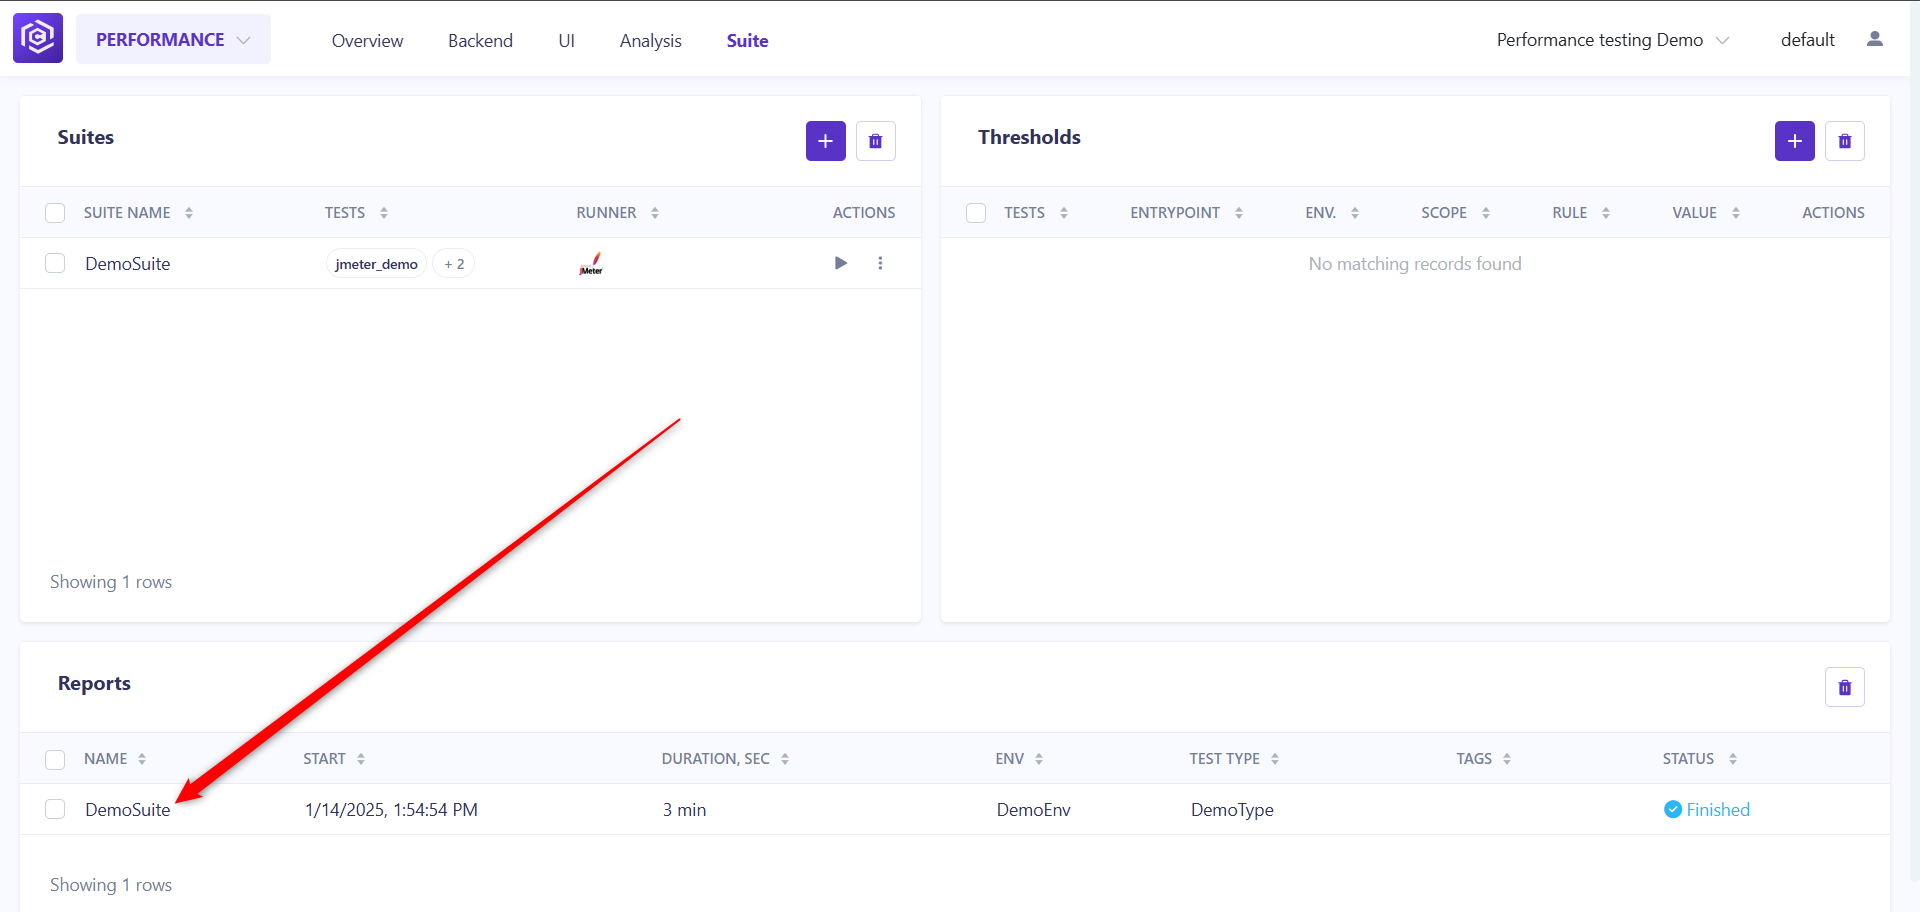 PERFORMANCE Overview Backend UI Analysis Suite Performance testing Demo default
Suites
SUITE NAME TESTS RUNNER ACTIONS
DemoSuite jmeter_demo + 2 JMeter
Showing 1 rows
Thresholds
TESTS ENTRYPOINT ENV. SCOPE RULE VALUE ACTIONS
No matching records found
Reports
NAME START DURATION, SEC ENV TEST TYPE TAGS STATUS
DemoSuite 1/14/2025, 1:54:54 PM 3 min DemoEnv DemoType Finished
Showing 1 rows